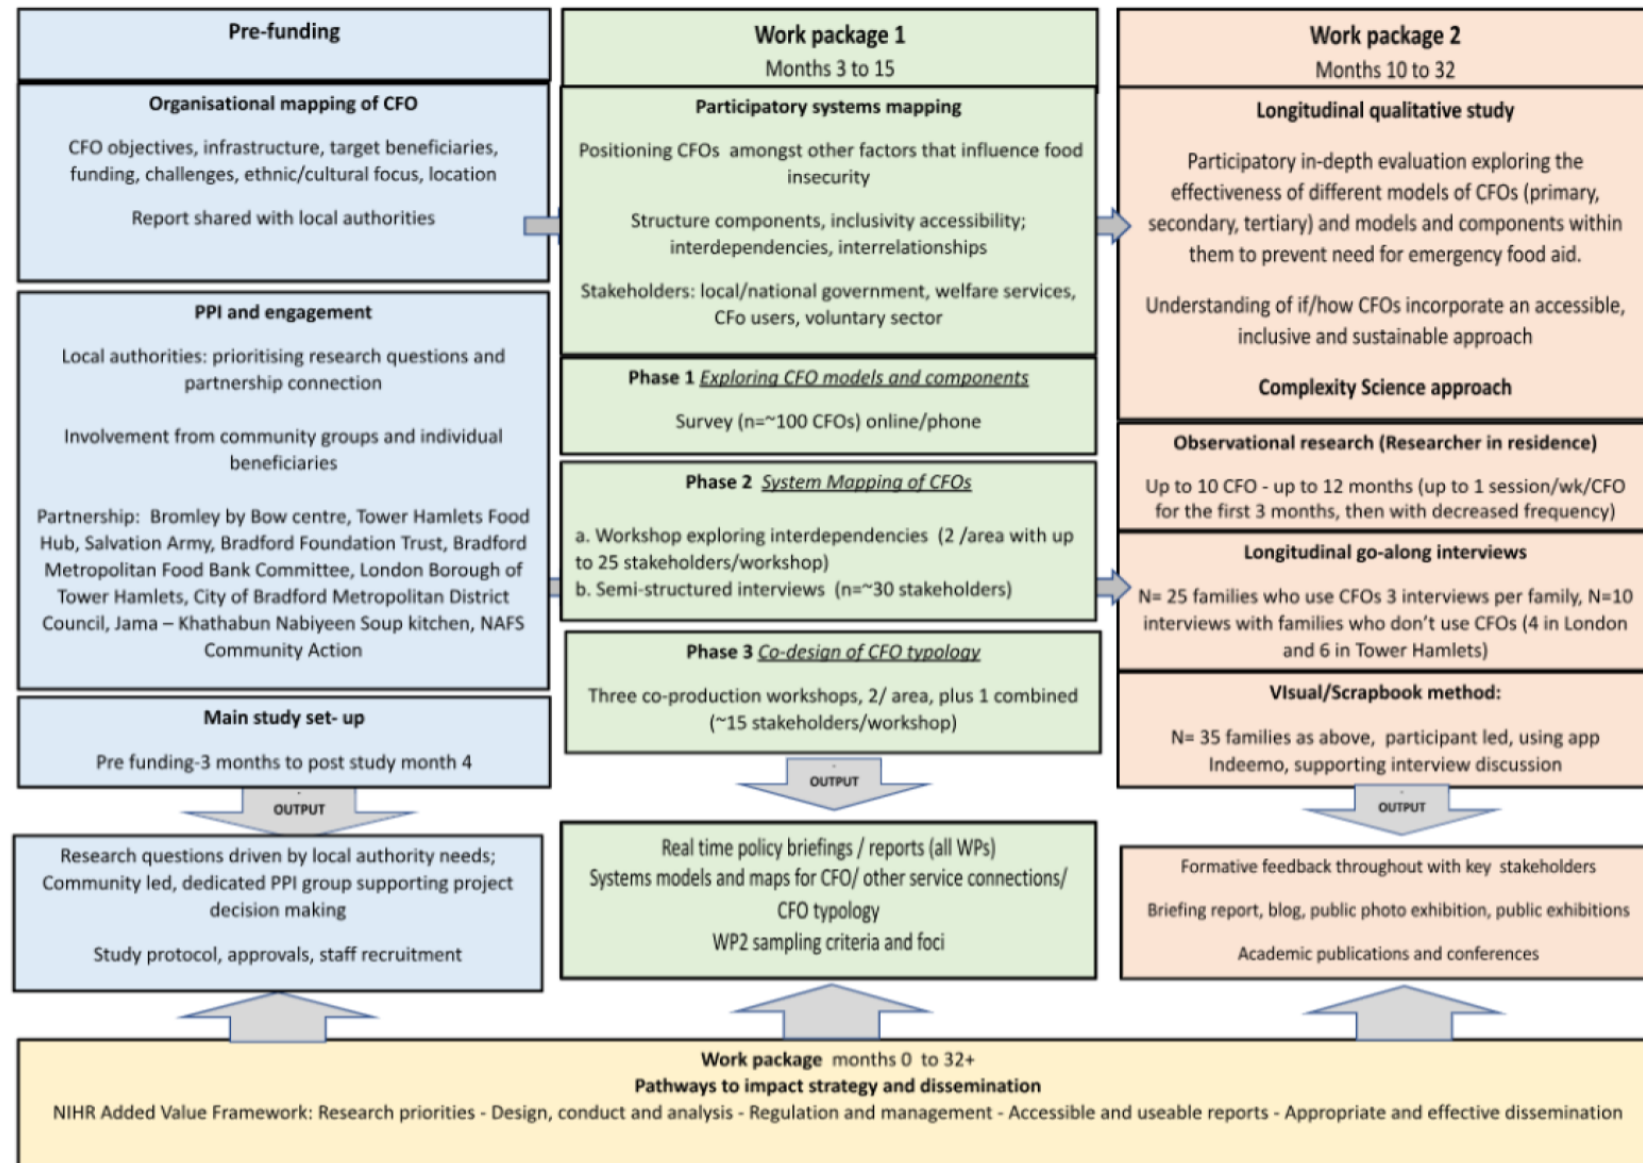 Pre-funding
Organisational mapping of CFO
CFO objectives, infrastructure, target beneficiaries,
funding, challenges, ethnic/cultural focus, location
Report shared with local authorities
PPI and engagement
Local authorities: prioritising research questions and
partnership connection
Involvement from community groups and individual
beneficiaries
Partnership: Bromley by Bow centre, Tower Hamlets Food
Hub, Salvation Army, Bradford Foundation Trust, Bradford
Metropolitan Food Bank Committee, London Borough of
Tower Hamlets, City of Bradford Metropolitan District
Council, Jama – Khathabun Nabiyeen Soup kitchen, NAFS
Community Action
Main study set- up
Pre funding-3 months to post study month 4
OUTPUT
Research questions driven by local authority needs;
Community led, dedicated PPI group supporting project
decision making
Study protocol, approvals, staff recruitment
Work package 1
Months 3 to 15
Participatory systems mapping
Positioning CFOs amongst other factors that influence food
insecurity
Structure components, inclusivity accessibility;
interdependencies, interrelationships
Stakeholders: local/national government, welfare services,
CFo users, voluntary sector
Phase 1 Exploring CFO models and components
Survey (n=~100 CFOs) online/phone
Phase 2 System Mapping of CFOs
a. Workshop exploring interdependencies (2 /area with up
to 25 stakeholders/workshop)
b. Semi-structured interviews (n=~30 stakeholders)
Phase 3 Co-design of CFO typology
Three co-production workshops, 2/ area, plus 1 combined
(~15 stakeholders/workshop)
OUTPUT
Real time policy briefings / reports (all WPs)
Systems models and maps for CFO/ other service connections/
CFO typology
WP2 sampling criteria and foci
Work package 2
Months 10 to 32
Longitudinal qualitative study
Participatory in-depth evaluation exploring the
effectiveness of different models of CFOs (primary,
secondary, tertiary) and models and components within
them to prevent need for emergency food aid.
Understanding of if/how CFOs incorporate an accessible,
inclusive and sustainable approach
Complexity Science approach
Observational research (Researcher in residence)
Up to 10 CFO - up to 12 months (up to 1 session/wk/CFO
for the first 3 months, then with decreased frequency)
Longitudinal go-along interviews
N= 25 families who use CFOs 3 interviews per family, N=10
interviews with families who don't use CFOs (4 in London
and 6 in Tower Hamlets)
VIsual/Scrapbook method:
N= 35 families as above, participant led, using app
Indeemo, supporting interview discussion
OUTPUT
Formative feedback throughout with key stakeholders
Briefing report, blog, public photo exhibition, public exhibitions
Academic publications and conferences
Work package months 0 to 32+
Pathways to impact strategy and dissemination
NIHR Added Value Framework: Research priorities - Design, conduct and analysis - Regulation and management - Accessible and useable reports - Appropriate and effective dissemination